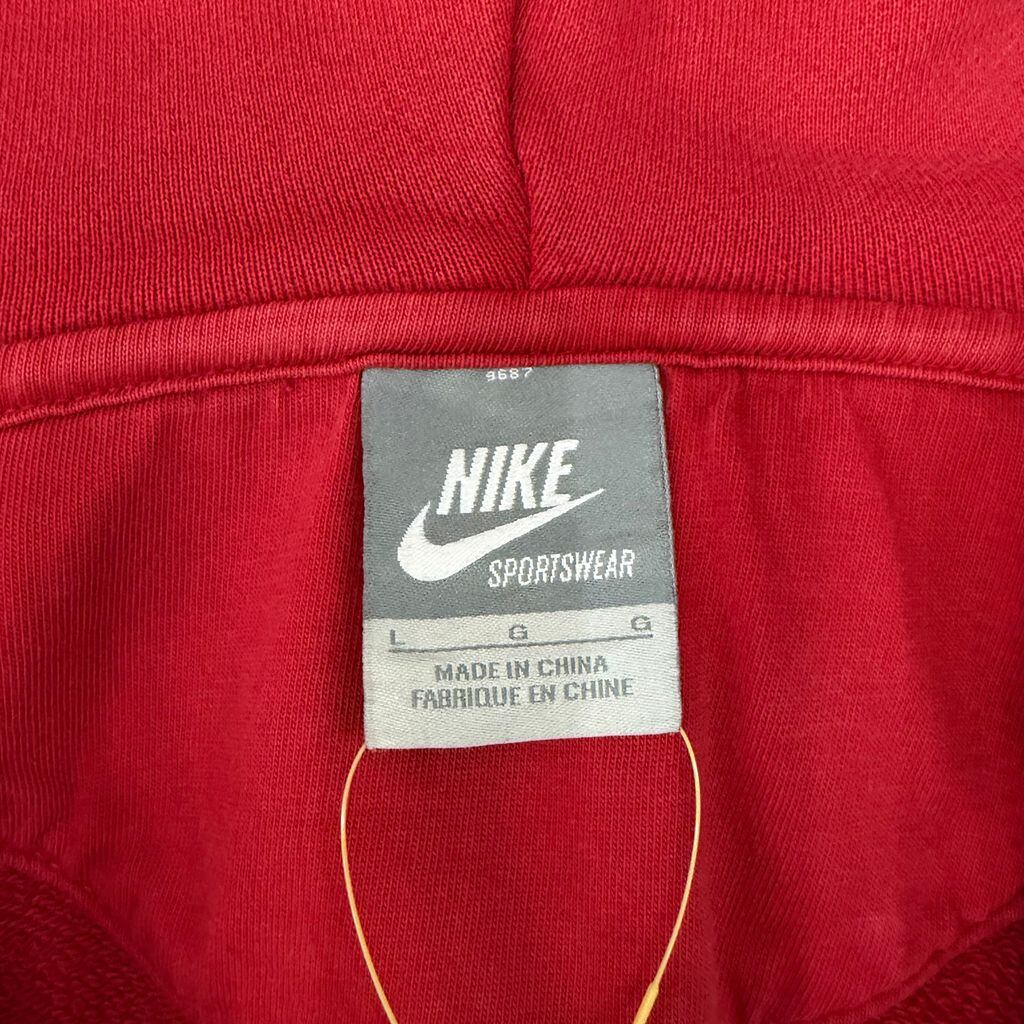 9687
NIKE
SPORTSWEAR
L G G
MADE IN CHINA
FABRIQUE EN CHINE